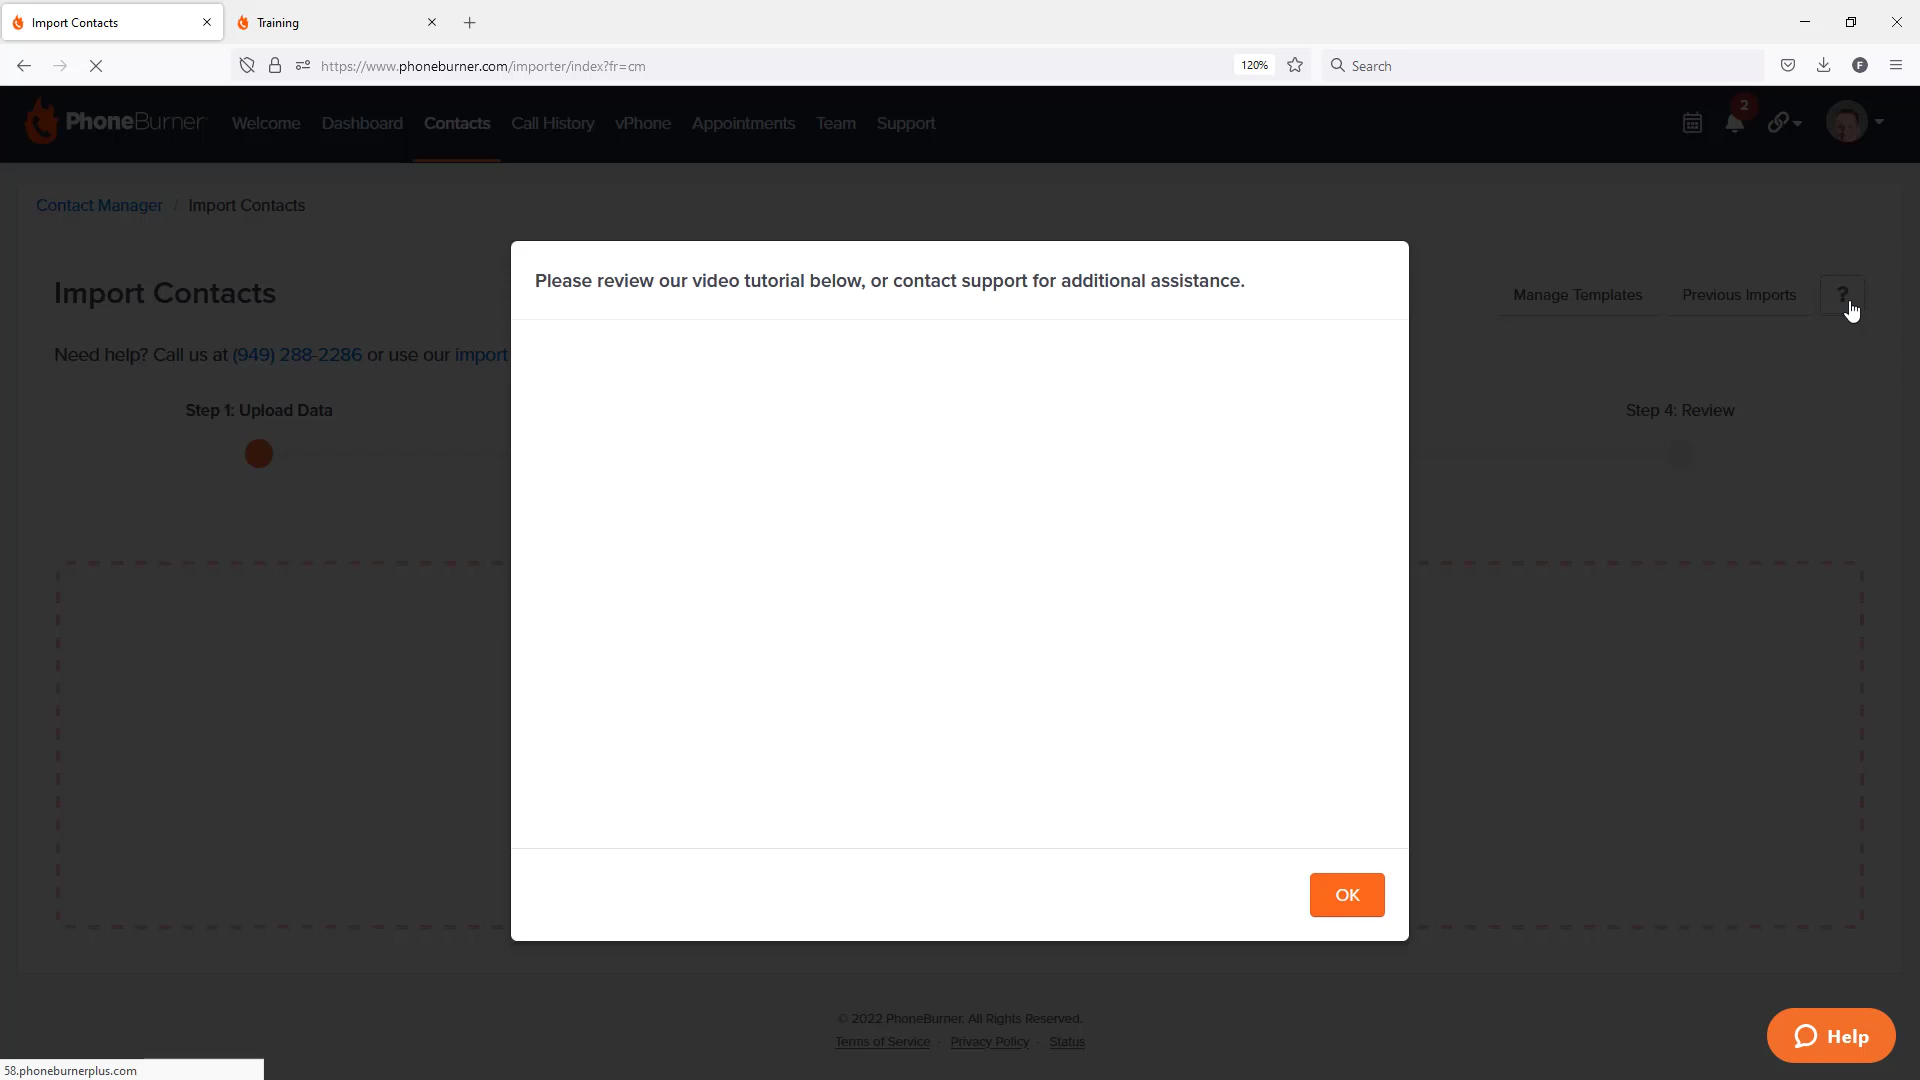 Import Contacts
Training
https://www.phoneburner.com/importer/index?fr=cm
120%
Search
F
PhoneBurner
Welcome
Dashboard
Contacts
Call History
vPhone
Appointments
Team
Support
2
Contact Manager / Import Contacts
Please review our video tutorial below, or contact support for additional assistance.
Import Contacts
Manage Templates
Previous Imports
?
Need help? Call us at (949) 288-2286 or use our import
Step 1: Upload Data
Step 4: Review
OK
© 2022 PhoneBurner. All Rights Reserved.
Terms of Service · Privacy Policy · Status
Help
58.phoneburnerplus.com